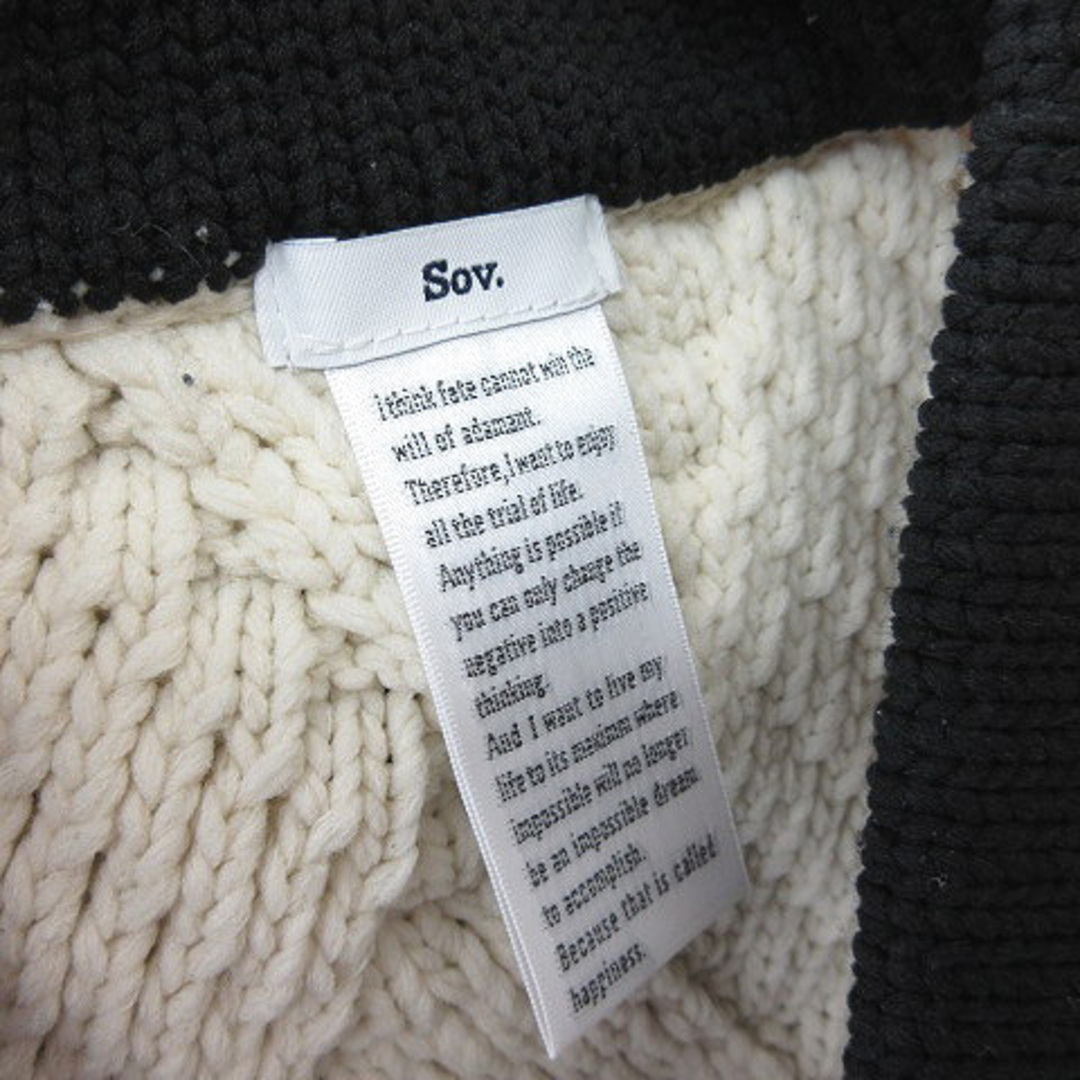 Sov.
I think fate cannot win the
will of adamant.
Therefore, I want to enjoy
all the trial of life.
Anything is possible if
you can only change the
negative into a positive
thinking.
And I want to live my
life to its maximm where
impossible will no longer
be an impossible dream
to accomplish.
Because that is called
happiness.